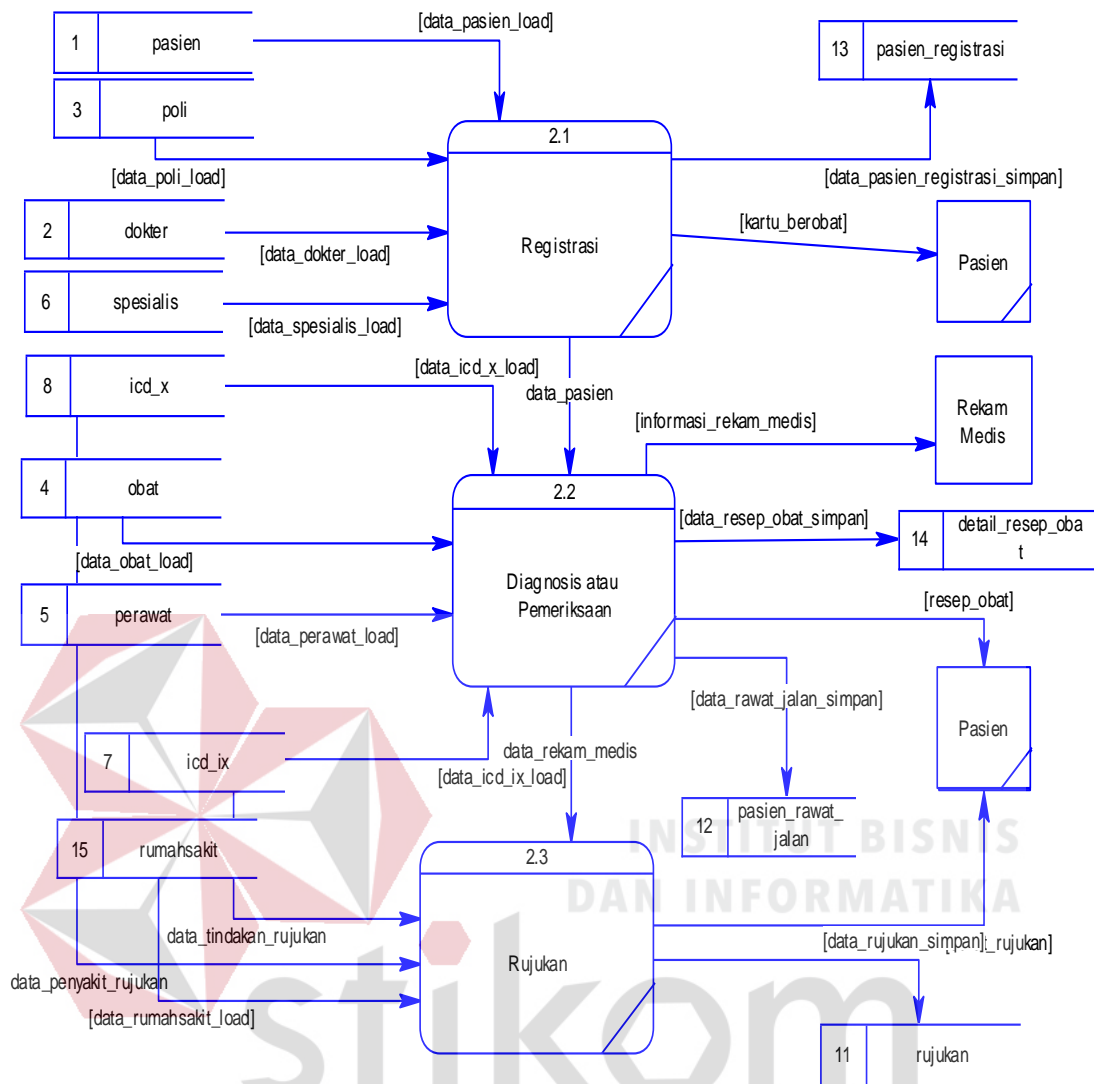 [data_pasien_load]
1 pasien
13 pasien_registrasi
3 poli
2.1
[data_poli_load]
[data_pasien_registrasi_simpan]
2 dokter
[kartu_berobat]
[data_dokter_load]
Registrasi
Pasien
6 spesialis
[data_spesialis_load]
[data_icd_x_load]
8 icd_x
data_pasien
Rekam
Medis
[informasi_rekam_medis]
4 obat
2.2
[data_resep_obat_simpan]
14 detail_resep_oba
t
[data_obat_load]
Diagnosis atau
Pemeriksaan
5 perawat
[resep_obat]
[data_perawat_load]
[data_rawat_jalan_simpan]
Pasien
7 icd_ix
data_rekam_medis
[data_icd_ix_load]
12 pasien_rawat_
jalan
INSTITUT BISNIS
DAN INFORMATIKA
15 rumahsakit
2.3
data_tindakan_rujukan
[data_rujukan_simpan]
t_rujukan]
Rujukan
data_penyakit_rujukan
[data_rumahsakit_load]
stikom
11 rujukan